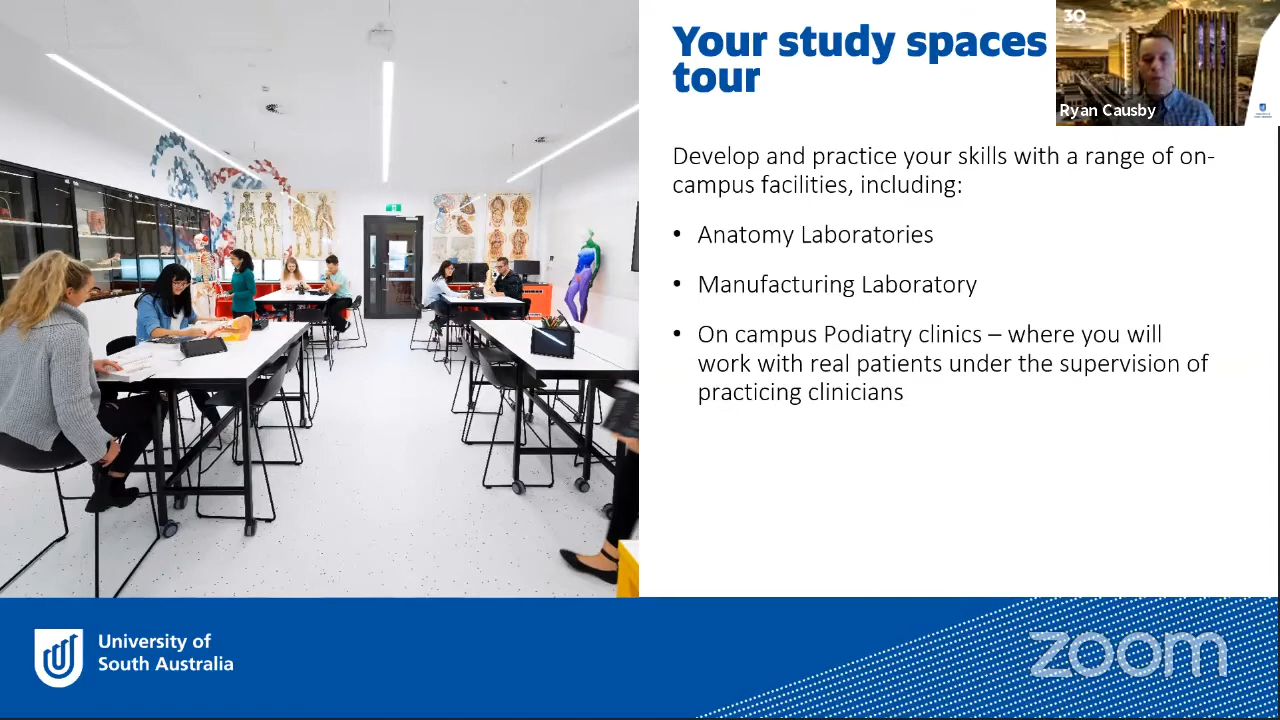 Your study spaces
tour
30
Ryan Causby
Develop and practice your skills with a range of on-
campus facilities, including:
• Anatomy Laboratories
• Manufacturing Laboratory
• On campus Podiatry clinics – where you will
work with real patients under the supervision of
practicing clinicians
University of
South Australia
zoom